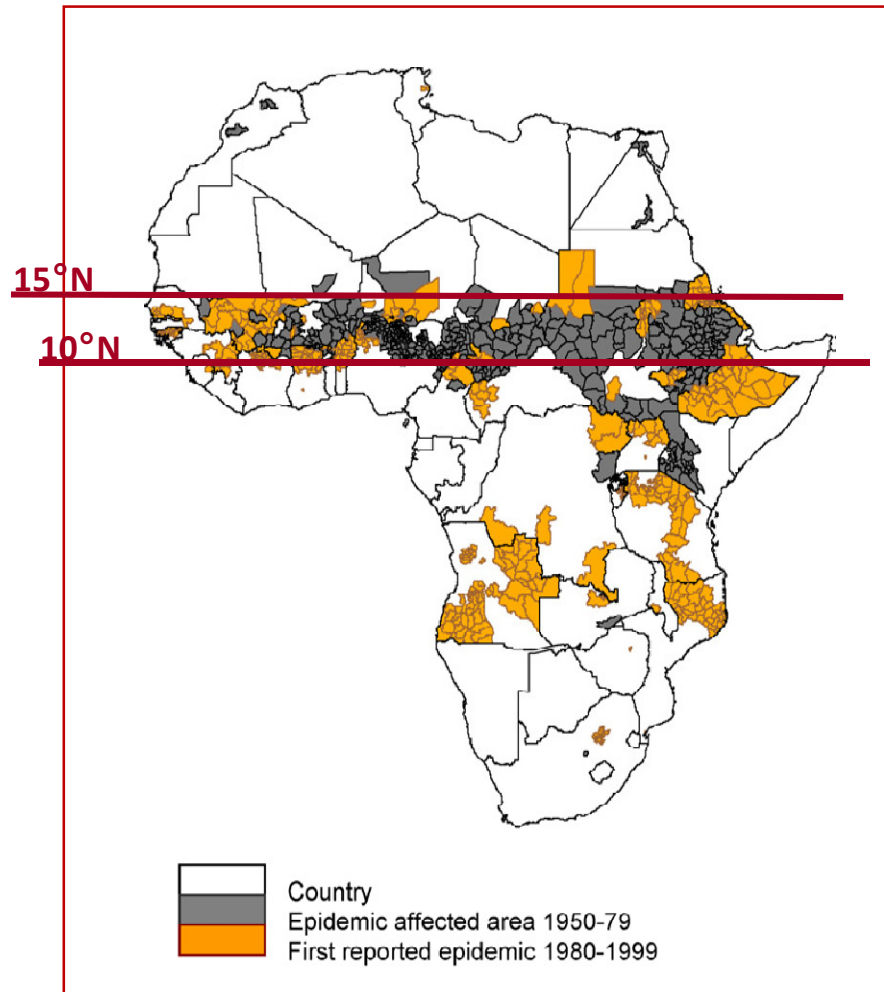 15°N
10°N
Country
Epidemic affected area 1950-79
First reported epidemic 1980-1999